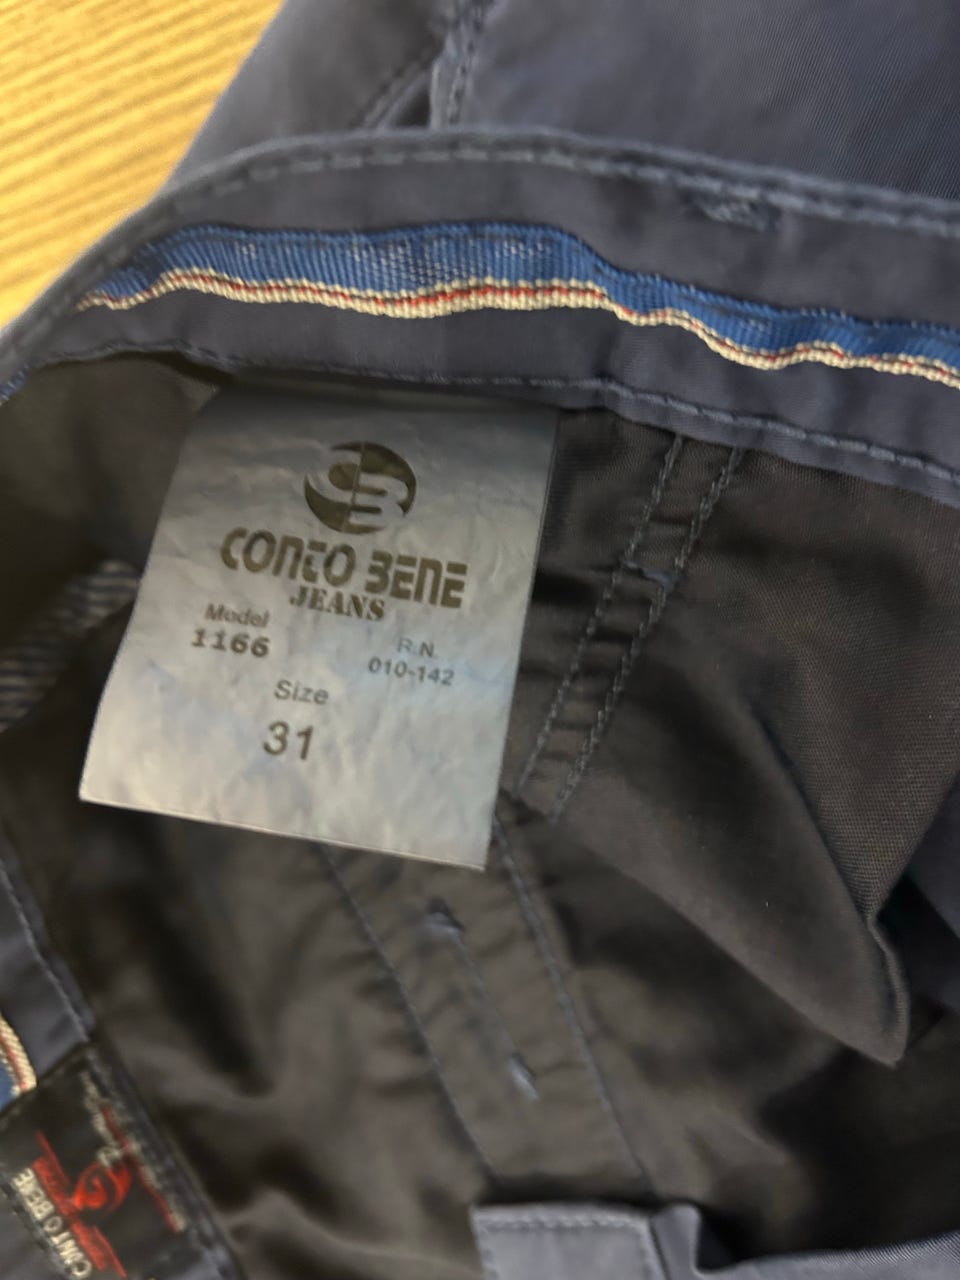 CONTO BENE
JEANS
Model
1166
R.N.
010-142
Size
31
CONTO BENE